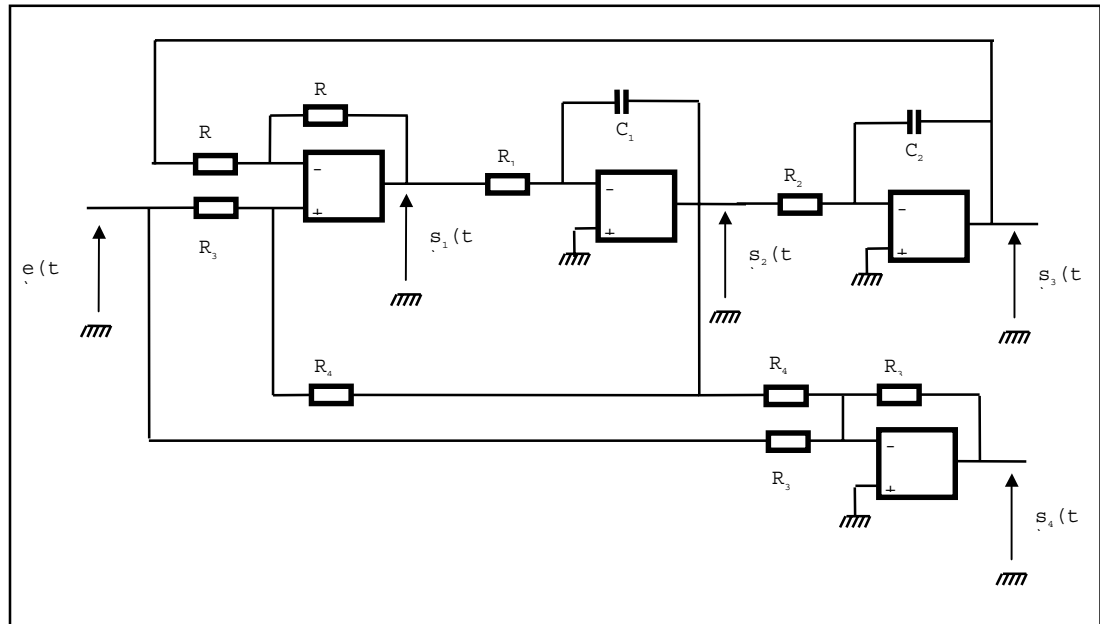 R
R
C₁
R₁
C₂
R₂
-
+
R₃
-
+
-
+
e(t
s₁(t
s₂(t
s₃(t
R₄
R₄
R₃
R₃
-
+
s₄(t